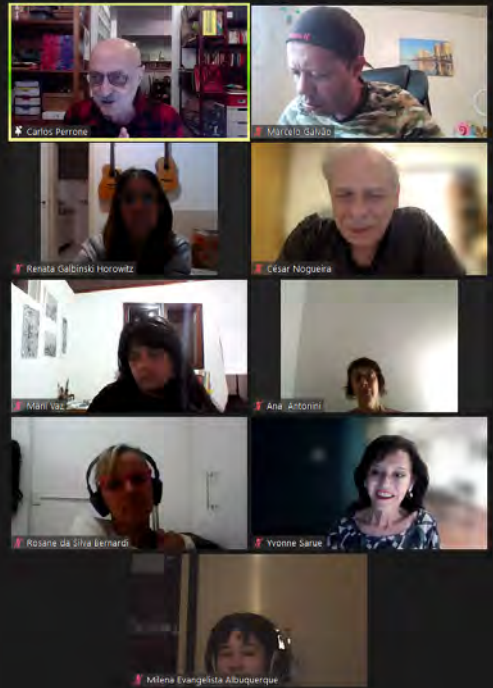 Carlos Perrone
Marcelo Galvão
Renata Galbinski Horowitz
César Nogueira
Mani Vaz
Ana Antonini
Rosane da Silva Bernardi
Yvonne Sarue
Milena Evangelista Albuquerque